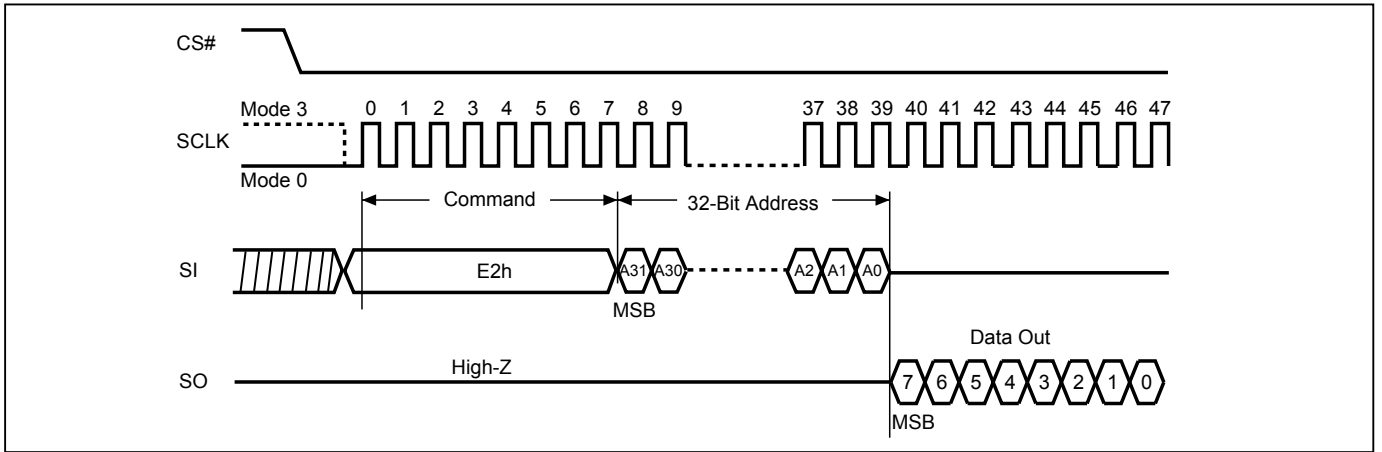 CS#
Mode 3 0 1 2 3 4 5 6 7 8 9 37 38 39 40 41 42 43 44 45 46 47
SCLK
Mode 0
Command 32-Bit Address
SI E2h A31 A30 A2 A1 A0
MSB
Data Out
High-Z
SO 7 6 5 4 3 2 1 0
MSB